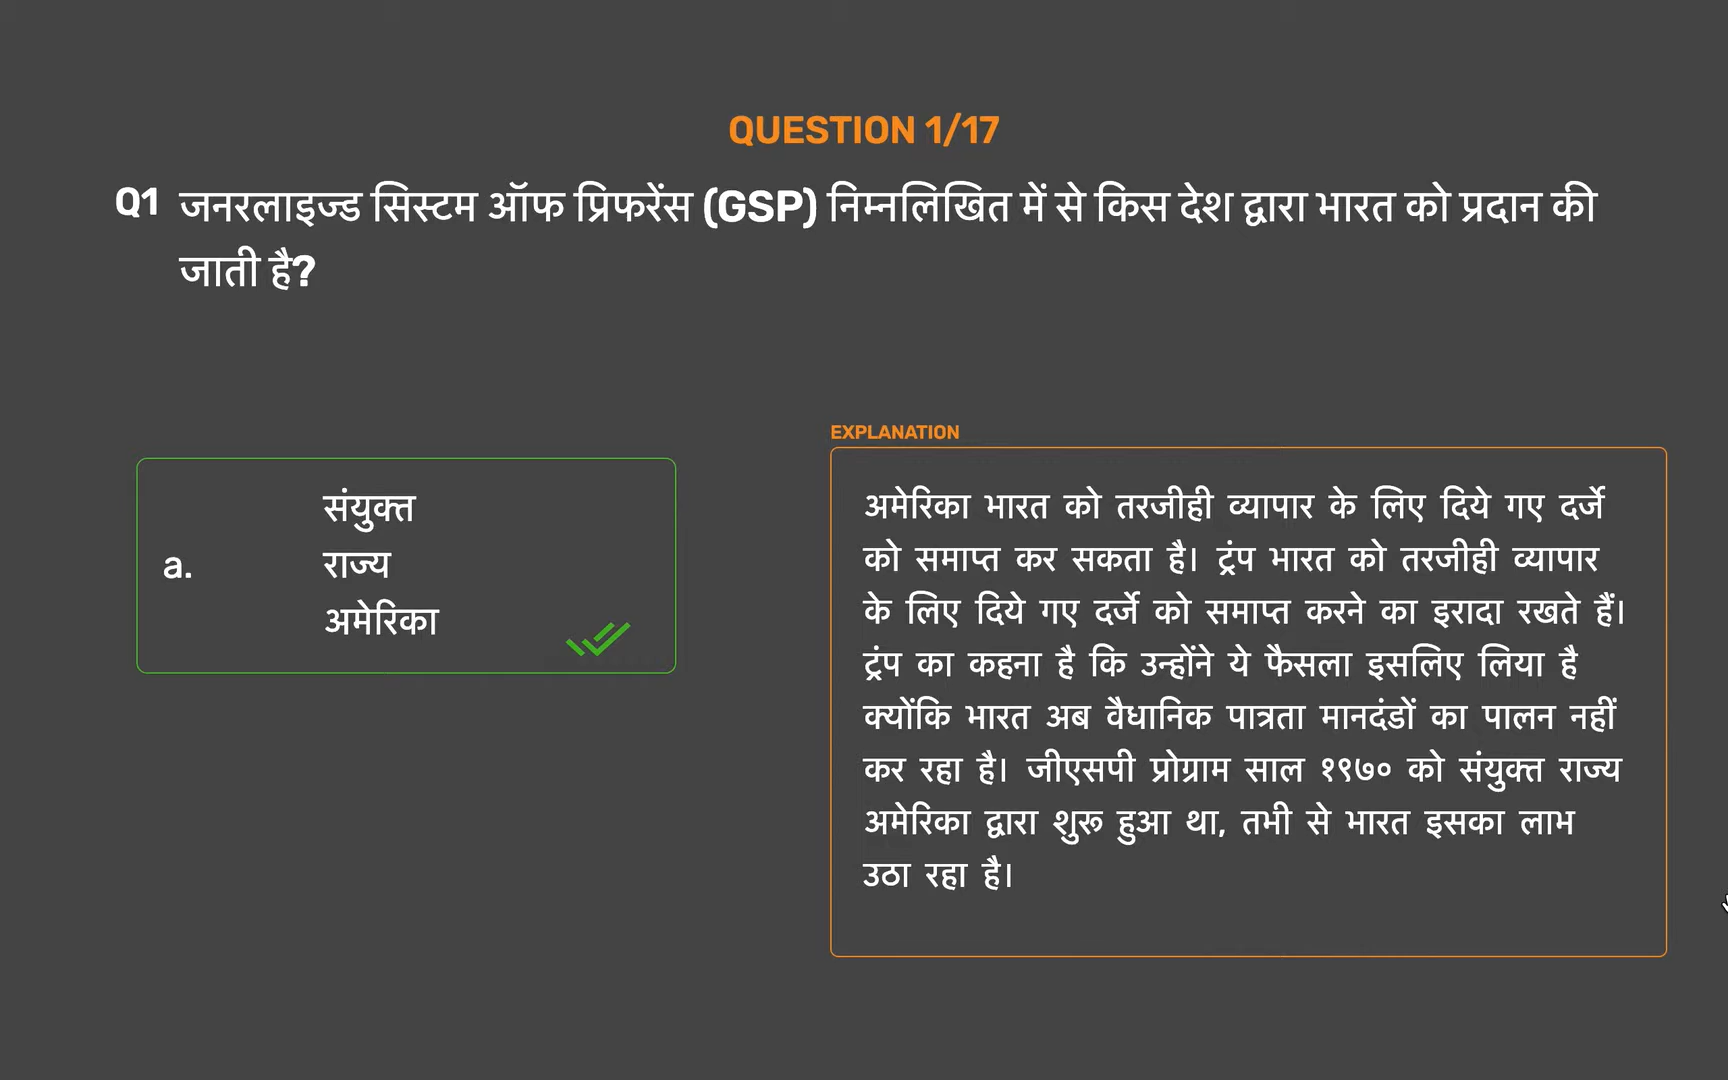 QUESTION 1/17
Q1 जनरलाइज्ड सिस्टम ऑफ प्रिफरेंस (GSP) निम्नलिखित में से किस देश द्वारा भारत को प्रदान की
जाती है?
संयुक्त
a. राज्य
अमेरिका
EXPLANATION
अमेरिका भारत को तरजीही व्यापार के लिए दिये गए दर्जे
को समाप्त कर सकता है। ट्रंप भारत को तरजीही व्यापार
के लिए दिये गए दर्जे को समाप्त करने का इरादा रखते हैं।
ट्रंप का कहना है कि उन्होंने ये फैसला इसलिए लिया है
क्योंकि भारत अब वैधानिक पात्रता मानदंडों का पालन नहीं
कर रहा है। जीएसपी प्रोग्राम साल १९७० को संयुक्त राज्य
अमेरिका द्वारा शुरू हुआ था, तभी से भारत इसका लाभ
उठा रहा है।